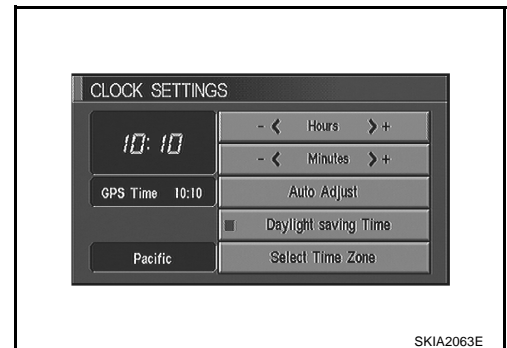 CLOCK SETTINGS
10:10
- < Hours > +
- < Minutes > +
GPS Time 10:10
Auto Adjust
Daylight saving Time
Pacific
Select Time Zone
SKIA2063E